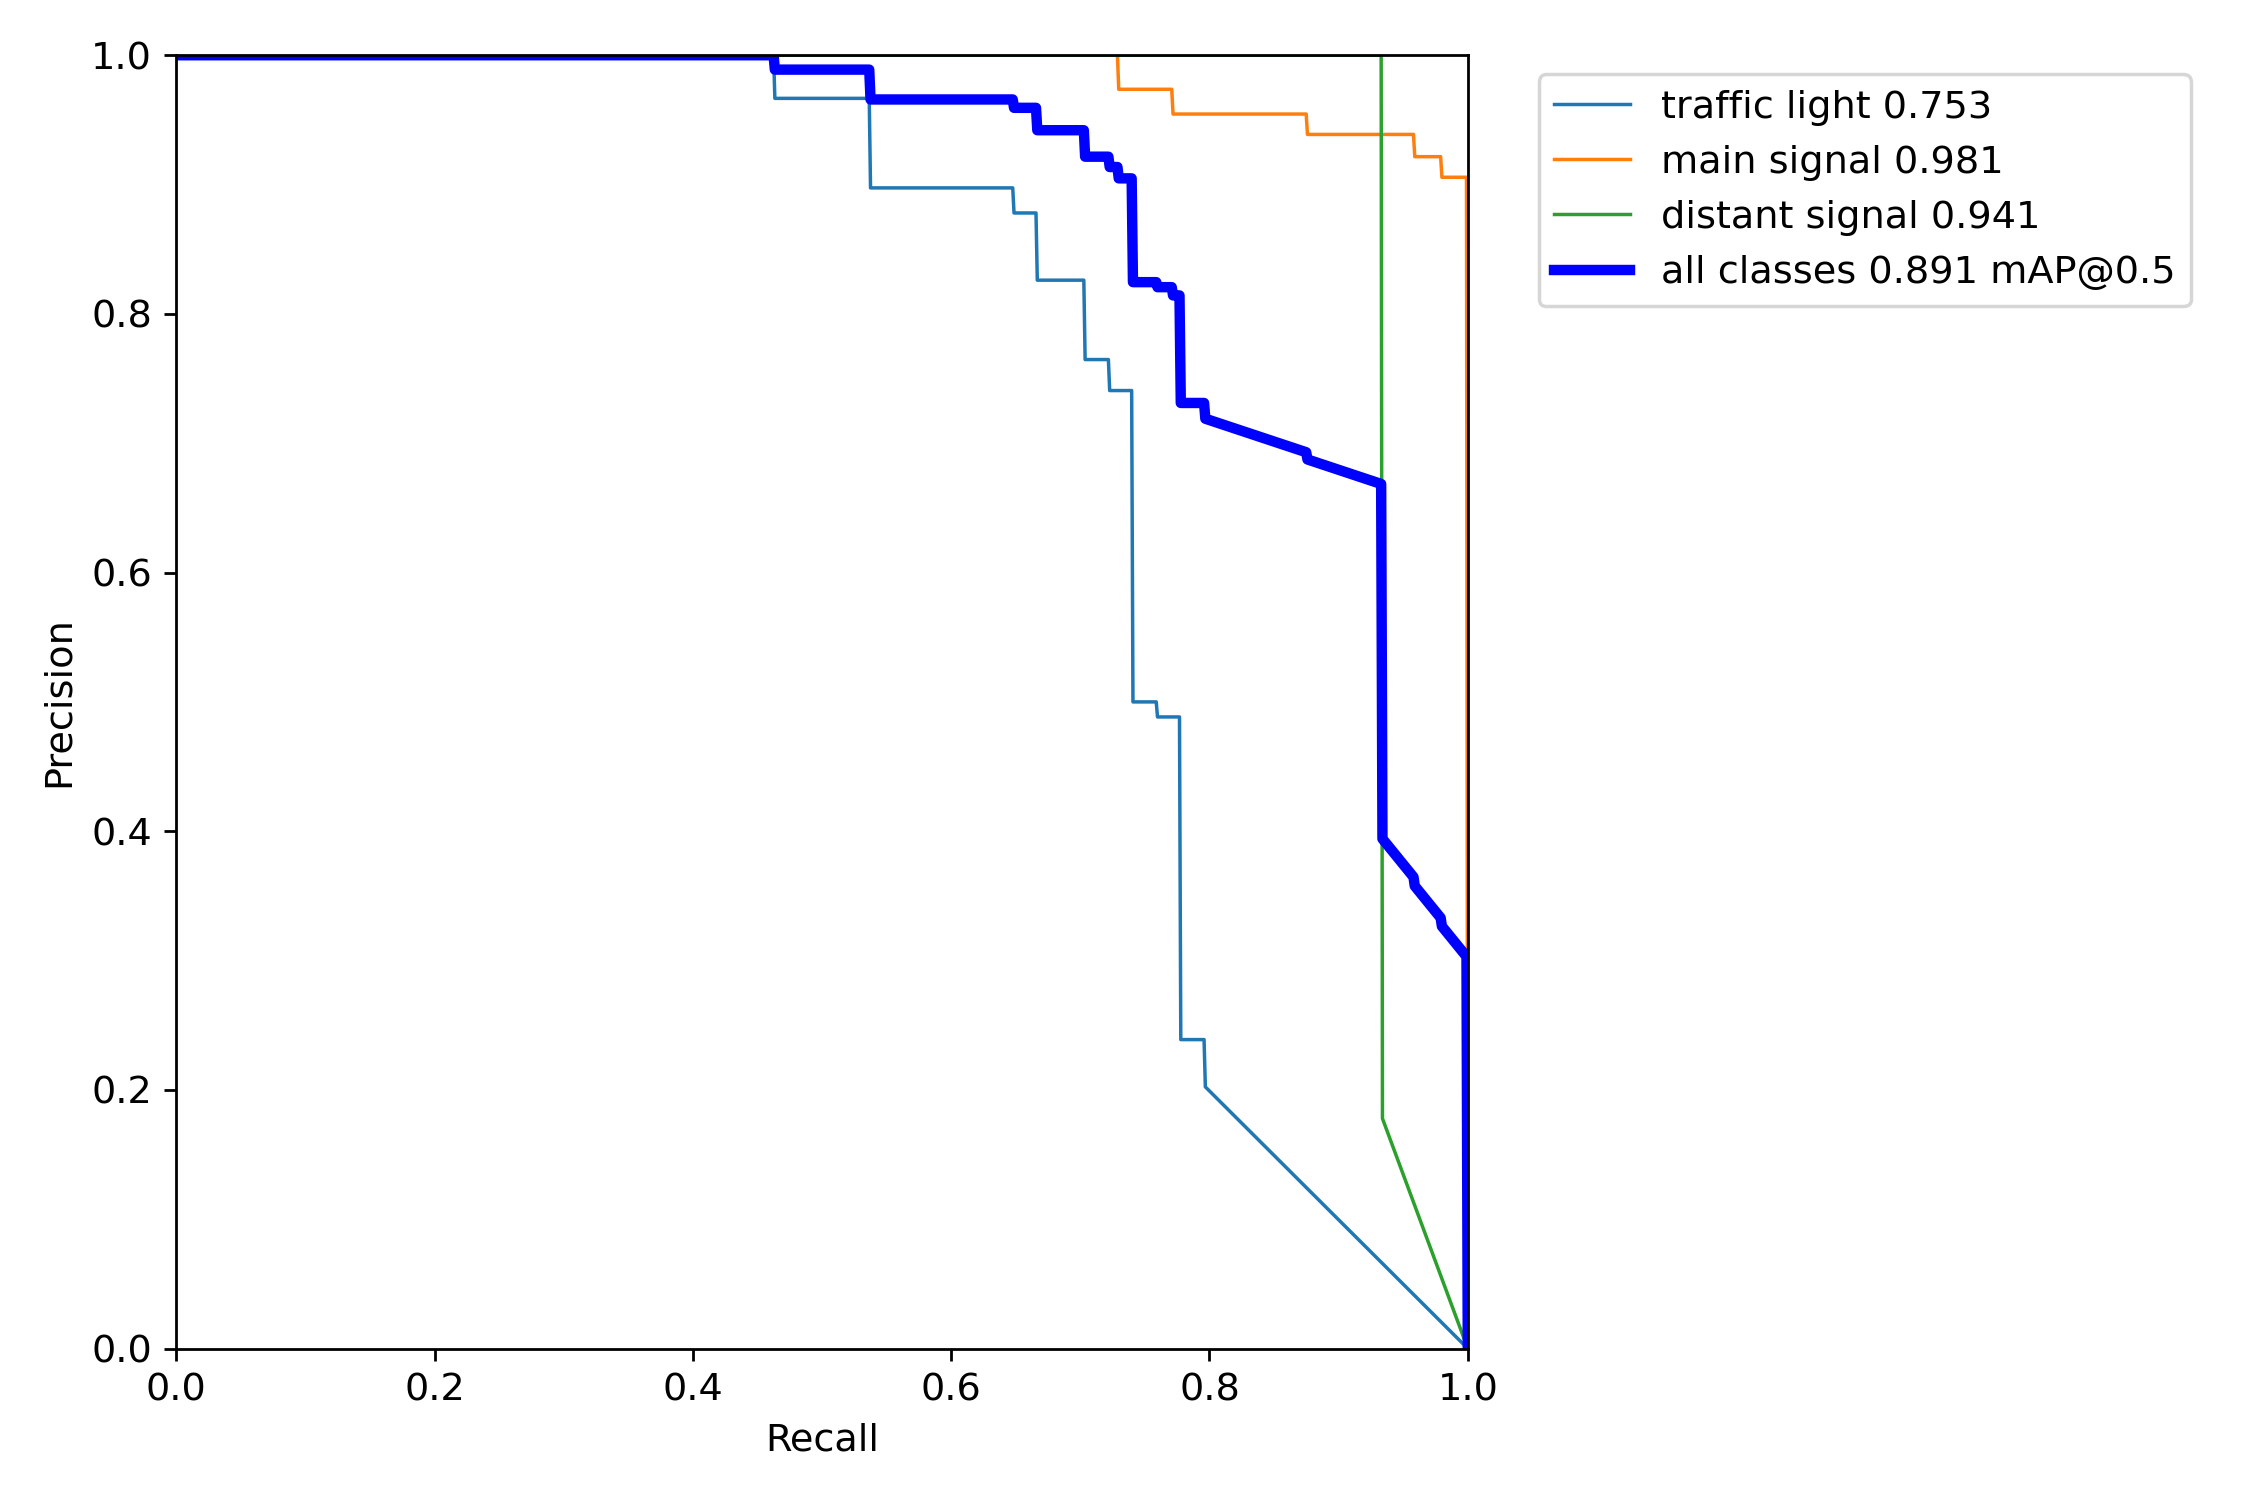 traffic light 0.753
main signal 0.981
distant signal 0.941
all classes 0.891 mAP@0.5
Precision
1.0
0.8
0.6
0.4
0.2
0.0
0.0 0.2 0.4 0.6 0.8 1.0
Recall